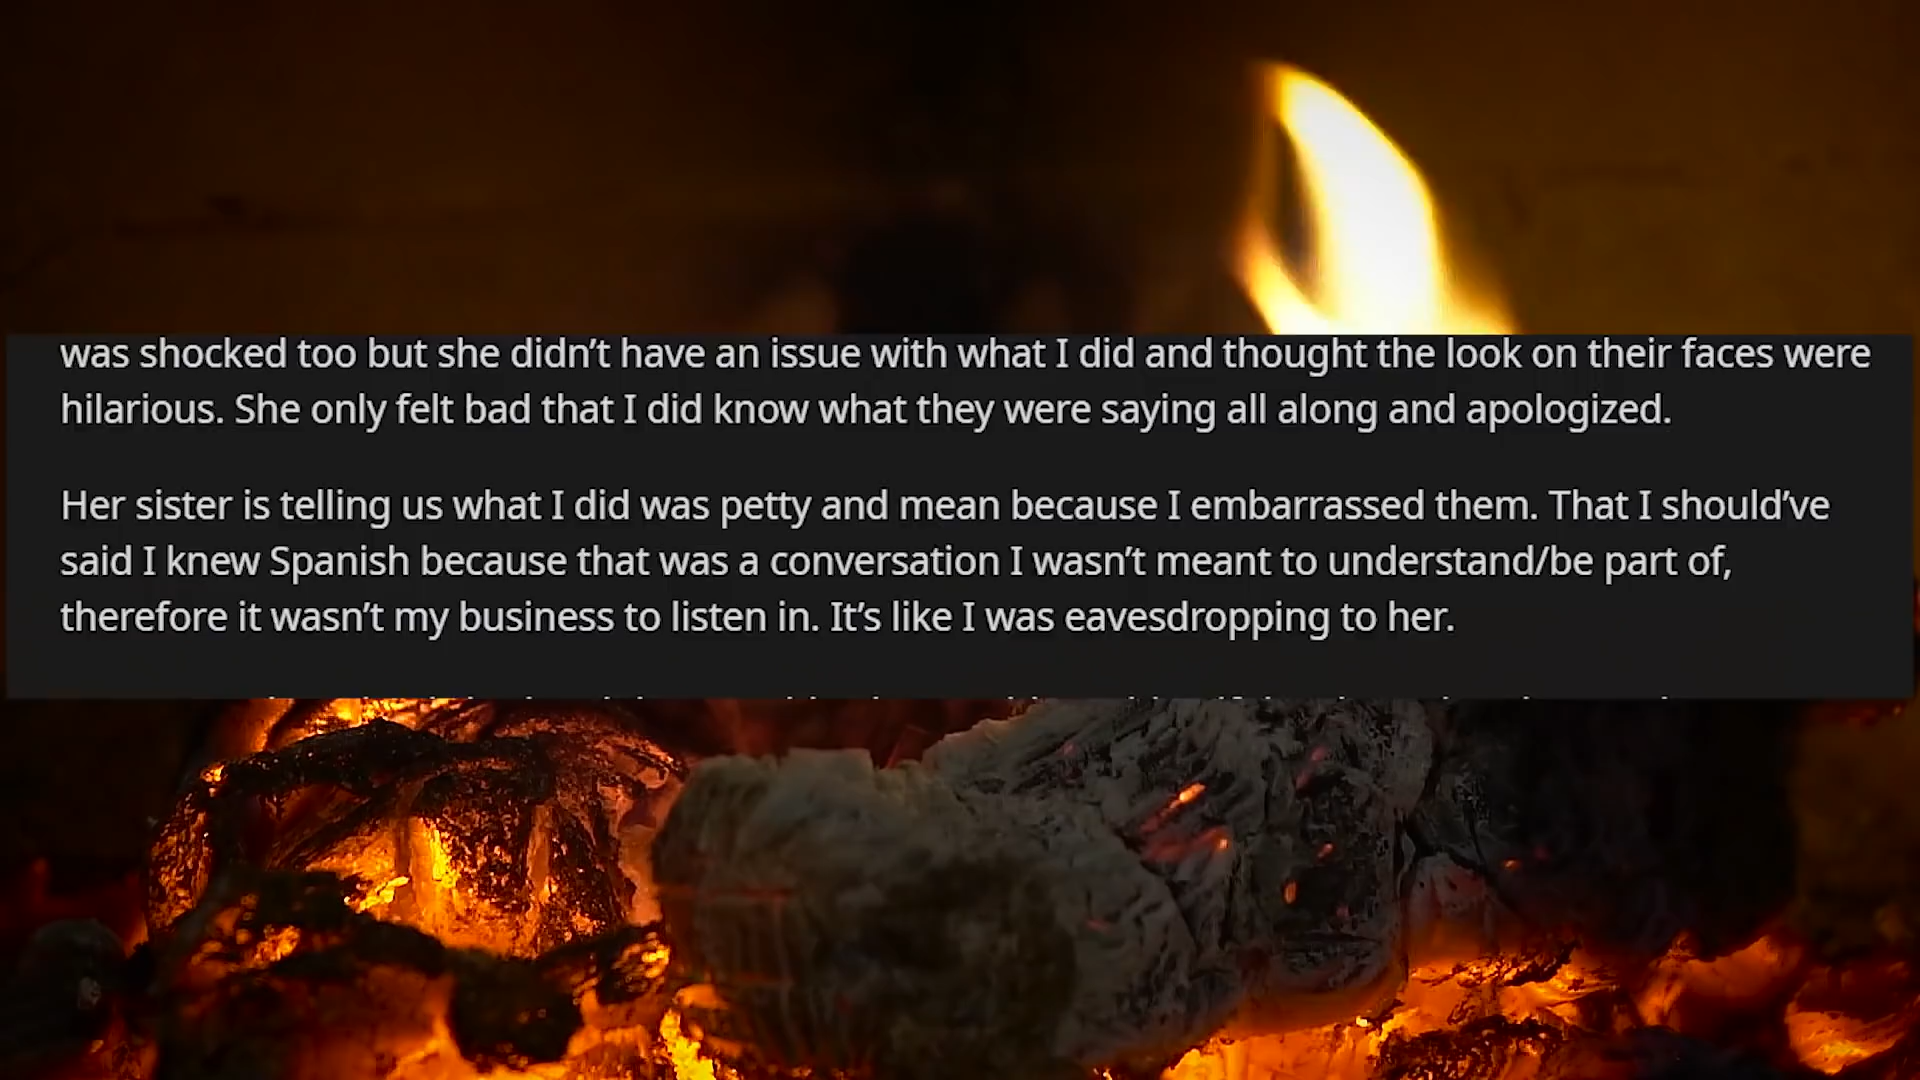 was shocked too but she didn’t have an issue with what I did and thought the look on their faces were
hilarious. She only felt bad that I did know what they were saying all along and apologized.
Her sister is telling us what I did was petty and mean because I embarrassed them. That I should’ve
said I knew Spanish because that was a conversation I wasn’t meant to understand/be part of,
therefore it wasn’t my business to listen in. It’s like I was eavesdropping to her.